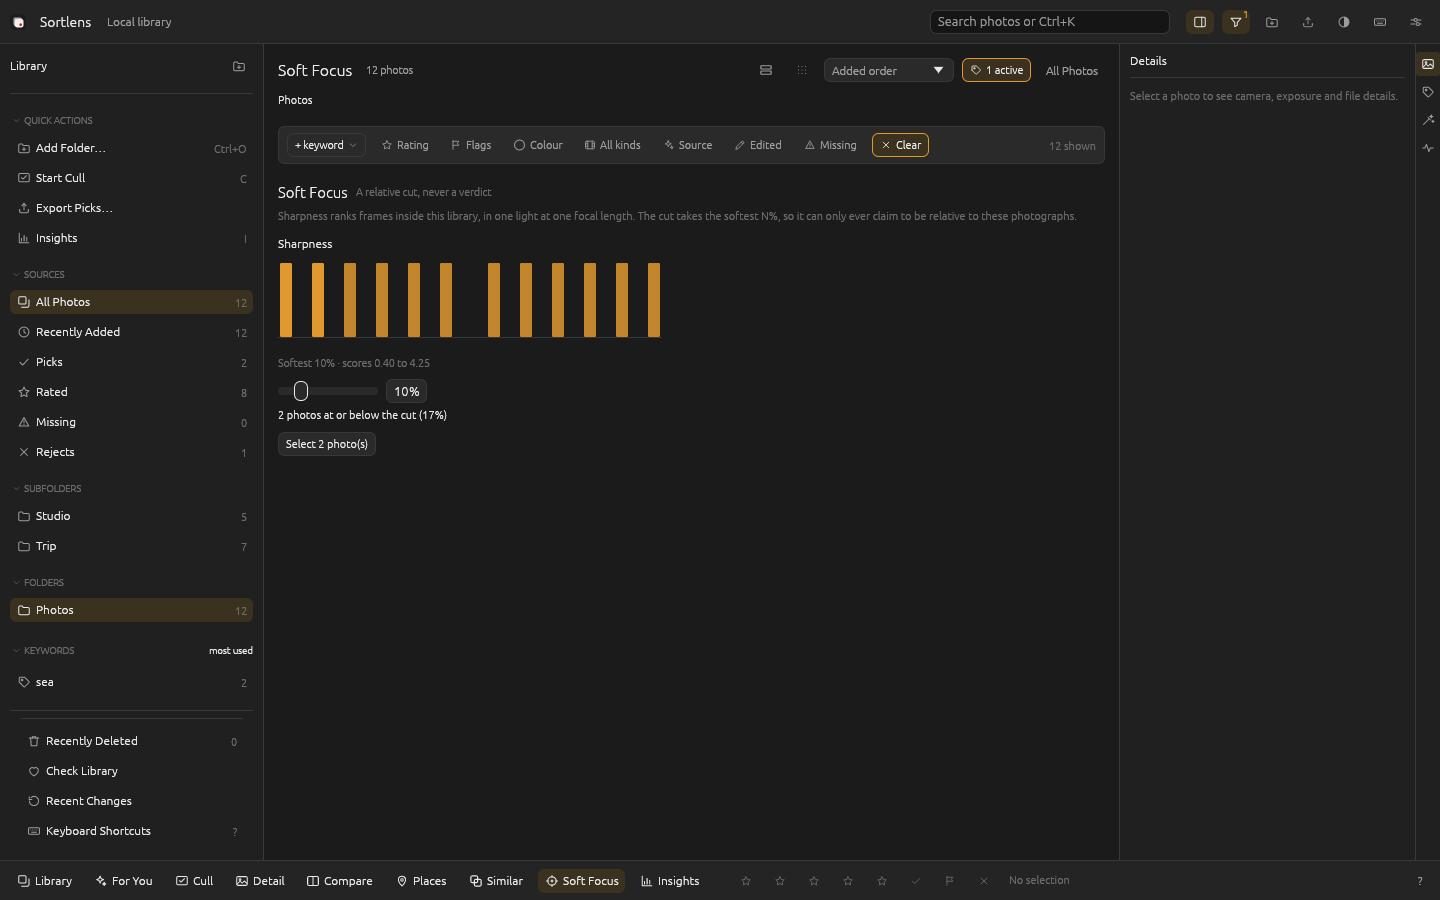 Sortlens Local library
Search photos or Ctrl+K
1
Library
QUICK ACTIONS
Add Folder... Ctrl+O
Start Cull C
Export Picks...
Insights I
SOURCES
All Photos 12
Recently Added 12
Picks 2
Rated 8
Missing 0
Rejects 1
SUBFOLDERS
Studio 5
Trip 7
FOLDERS
Photos 12
KEYWORDS most used
sea 2
Recently Deleted 0
Check Library
Recent Changes
Keyboard Shortcuts ?
Soft Focus 12 photos
Added order
1 active
All Photos
Photos
+ keyword Rating Flags Colour All kinds Source Edited Missing Clear 12 shown
Soft Focus A relative cut, never a verdict
Sharpness ranks frames inside this library, in one light at one focal length. The cut takes the softest N%, so it can only ever claim to be relative to these photographs.
Sharpness
Softest 10% · scores 0.40 to 4.25
10%
2 photos at or below the cut (17%)
Select 2 photo(s)
Details
Select a photo to see camera, exposure and file details.
Library For You Cull Detail Compare Places Similar Soft Focus Insights No selection ?